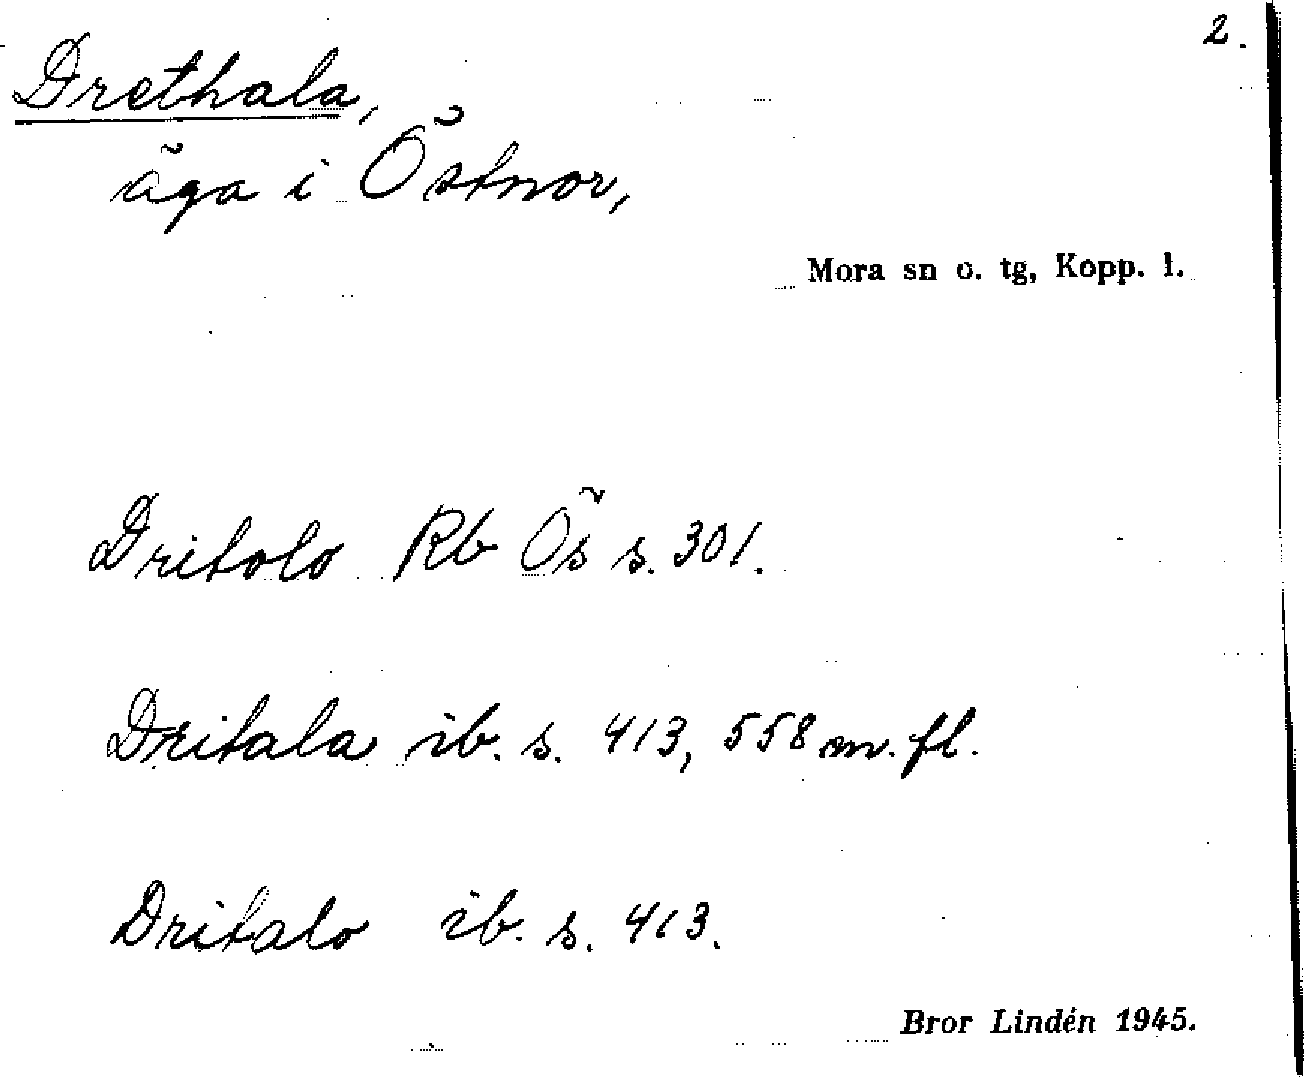 2.
Drethala,
äga i Östnor,
Mora sn o. tg, Kopp. l.
Dritolo Rb Ös s. 301.
Dritala ib. s. 413, 558 m. fl.
Dritalo ib. s. 413.
Bror Lindén 1945.